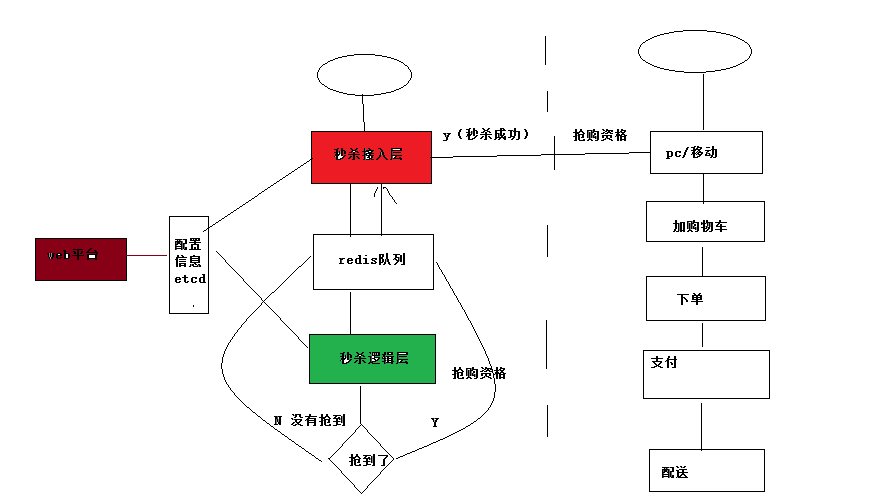 y（秒杀成功）
抢购资格
秒杀接入层
pc/移动
加购物车
web平台
配置
信息
etcd
redis队列
下单
秒杀逻辑层
支付
抢购资格
N 没有抢到
Y
抢到了
配送